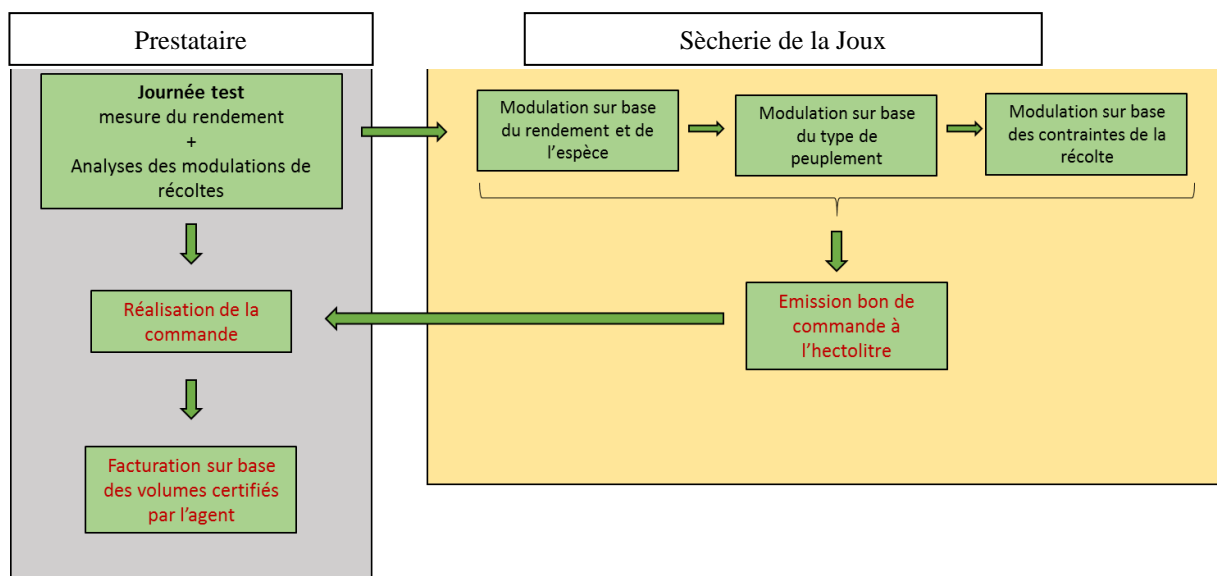 Prestataire
Sècherie de la Joux
Journée test
mesure du rendement
+
Analyses des modulations de
récoltes
Modulation sur base
du rendement et de
l'espèce
Modulation sur base
du type de
peuplement
Modulation sur base
des contraintes de la
récolte
Réalisation de la
commande
Emission bon de
commande à
l'hectolitre
Facturation sur base
des volumes certifiés
par l'agent